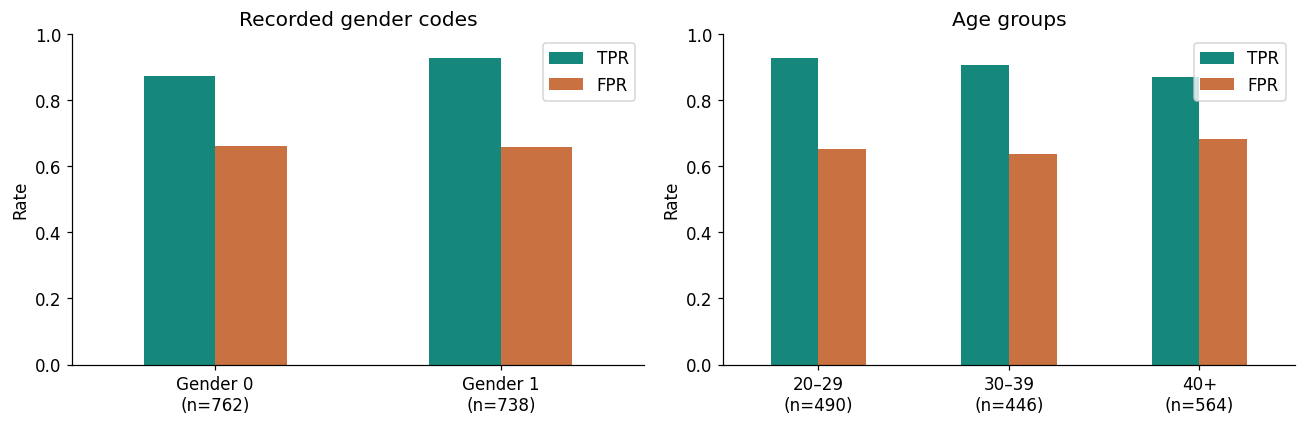 Recorded gender codes
Rate
1.0
0.8
0.6
0.4
0.2
0.0
TPR
FPR
Gender 0
(n=762)
Gender 1
(n=738)
Age groups
Rate
1.0
0.8
0.6
0.4
0.2
0.0
TPR
FPR
20–29
(n=490)
30–39
(n=446)
40+
(n=564)